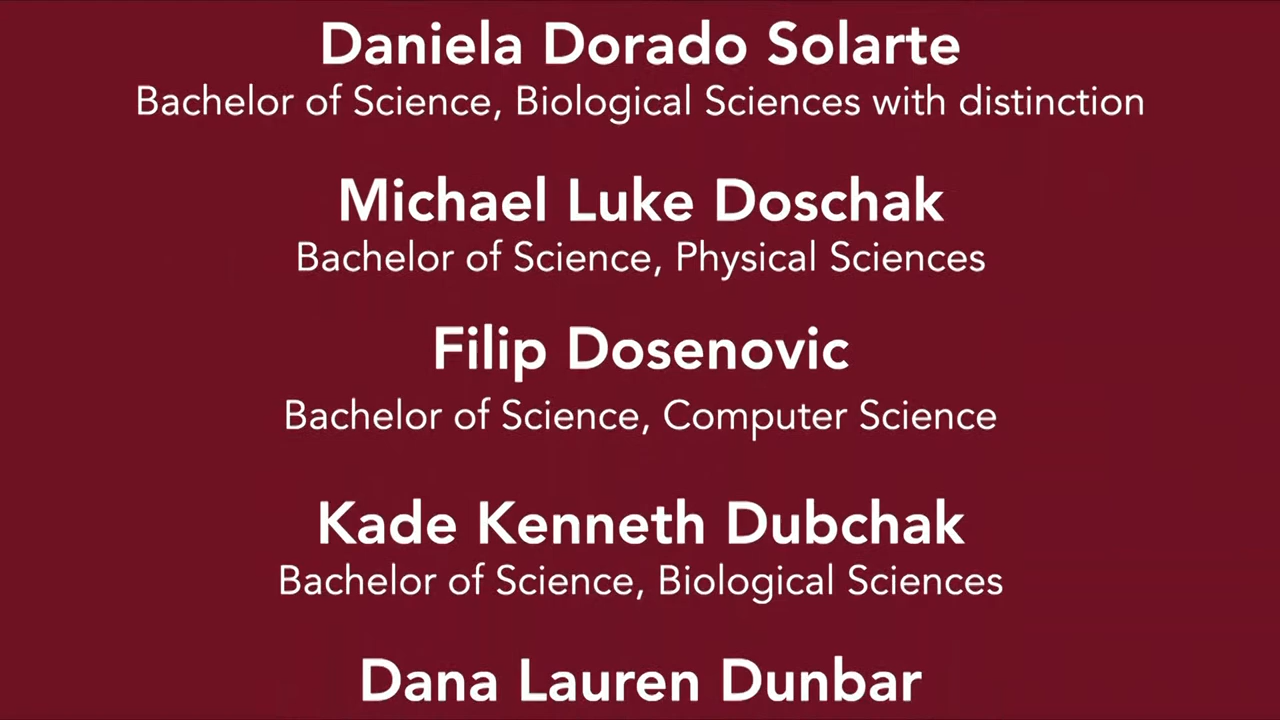 Daniela Dorado Solarte
Bachelor of Science, Biological Sciences with distinction
Michael Luke Doschak
Bachelor of Science, Physical Sciences
Filip Dosenovic
Bachelor of Science, Computer Science
Kade Kenneth Dubchak
Bachelor of Science, Biological Sciences
Dana Lauren Dunbar